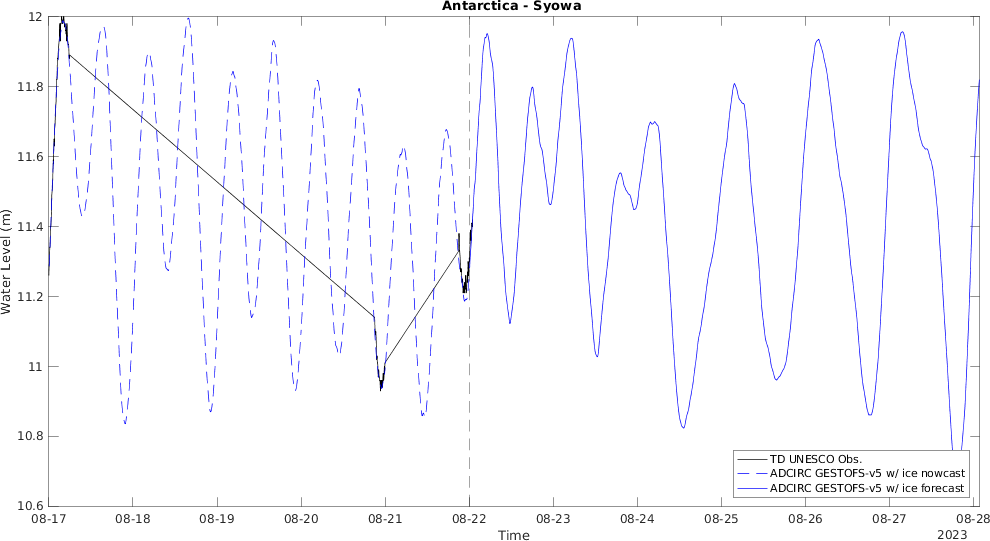 Antarctica - Syowa
Water Level (m)
12
11.8
11.6
11.4
11.2
11
10.8
10.6
08-17 08-18 08-19 08-20 08-21 08-22 08-23 08-24 08-25 08-26 08-27 08-28
Time
2023
TD UNESCO Obs.
ADCIRC GESTOFS-v5 w/ ice nowcast
ADCIRC GESTOFS-v5 w/ ice forecast